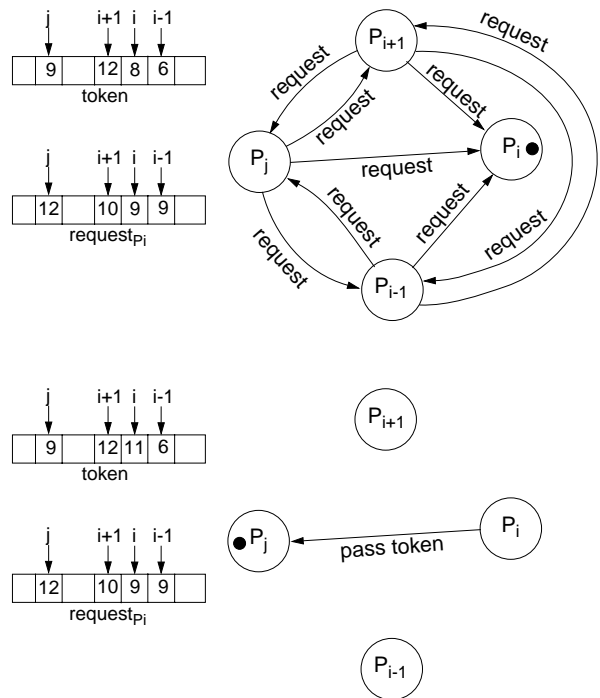 j i+1 i i-1
9 12 8 6
token
j i+1 i i-1
12 10 9 9
request_Pi
P_i+1
request
request
request
request
P_i
P_j
request
request
request
request
request
P_i-1
j i+1 i i-1
9 12 11 6
token
j i+1 i i-1
12 10 9 9
request_Pi
P_i+1
P_j
P_i
pass token
P_i-1